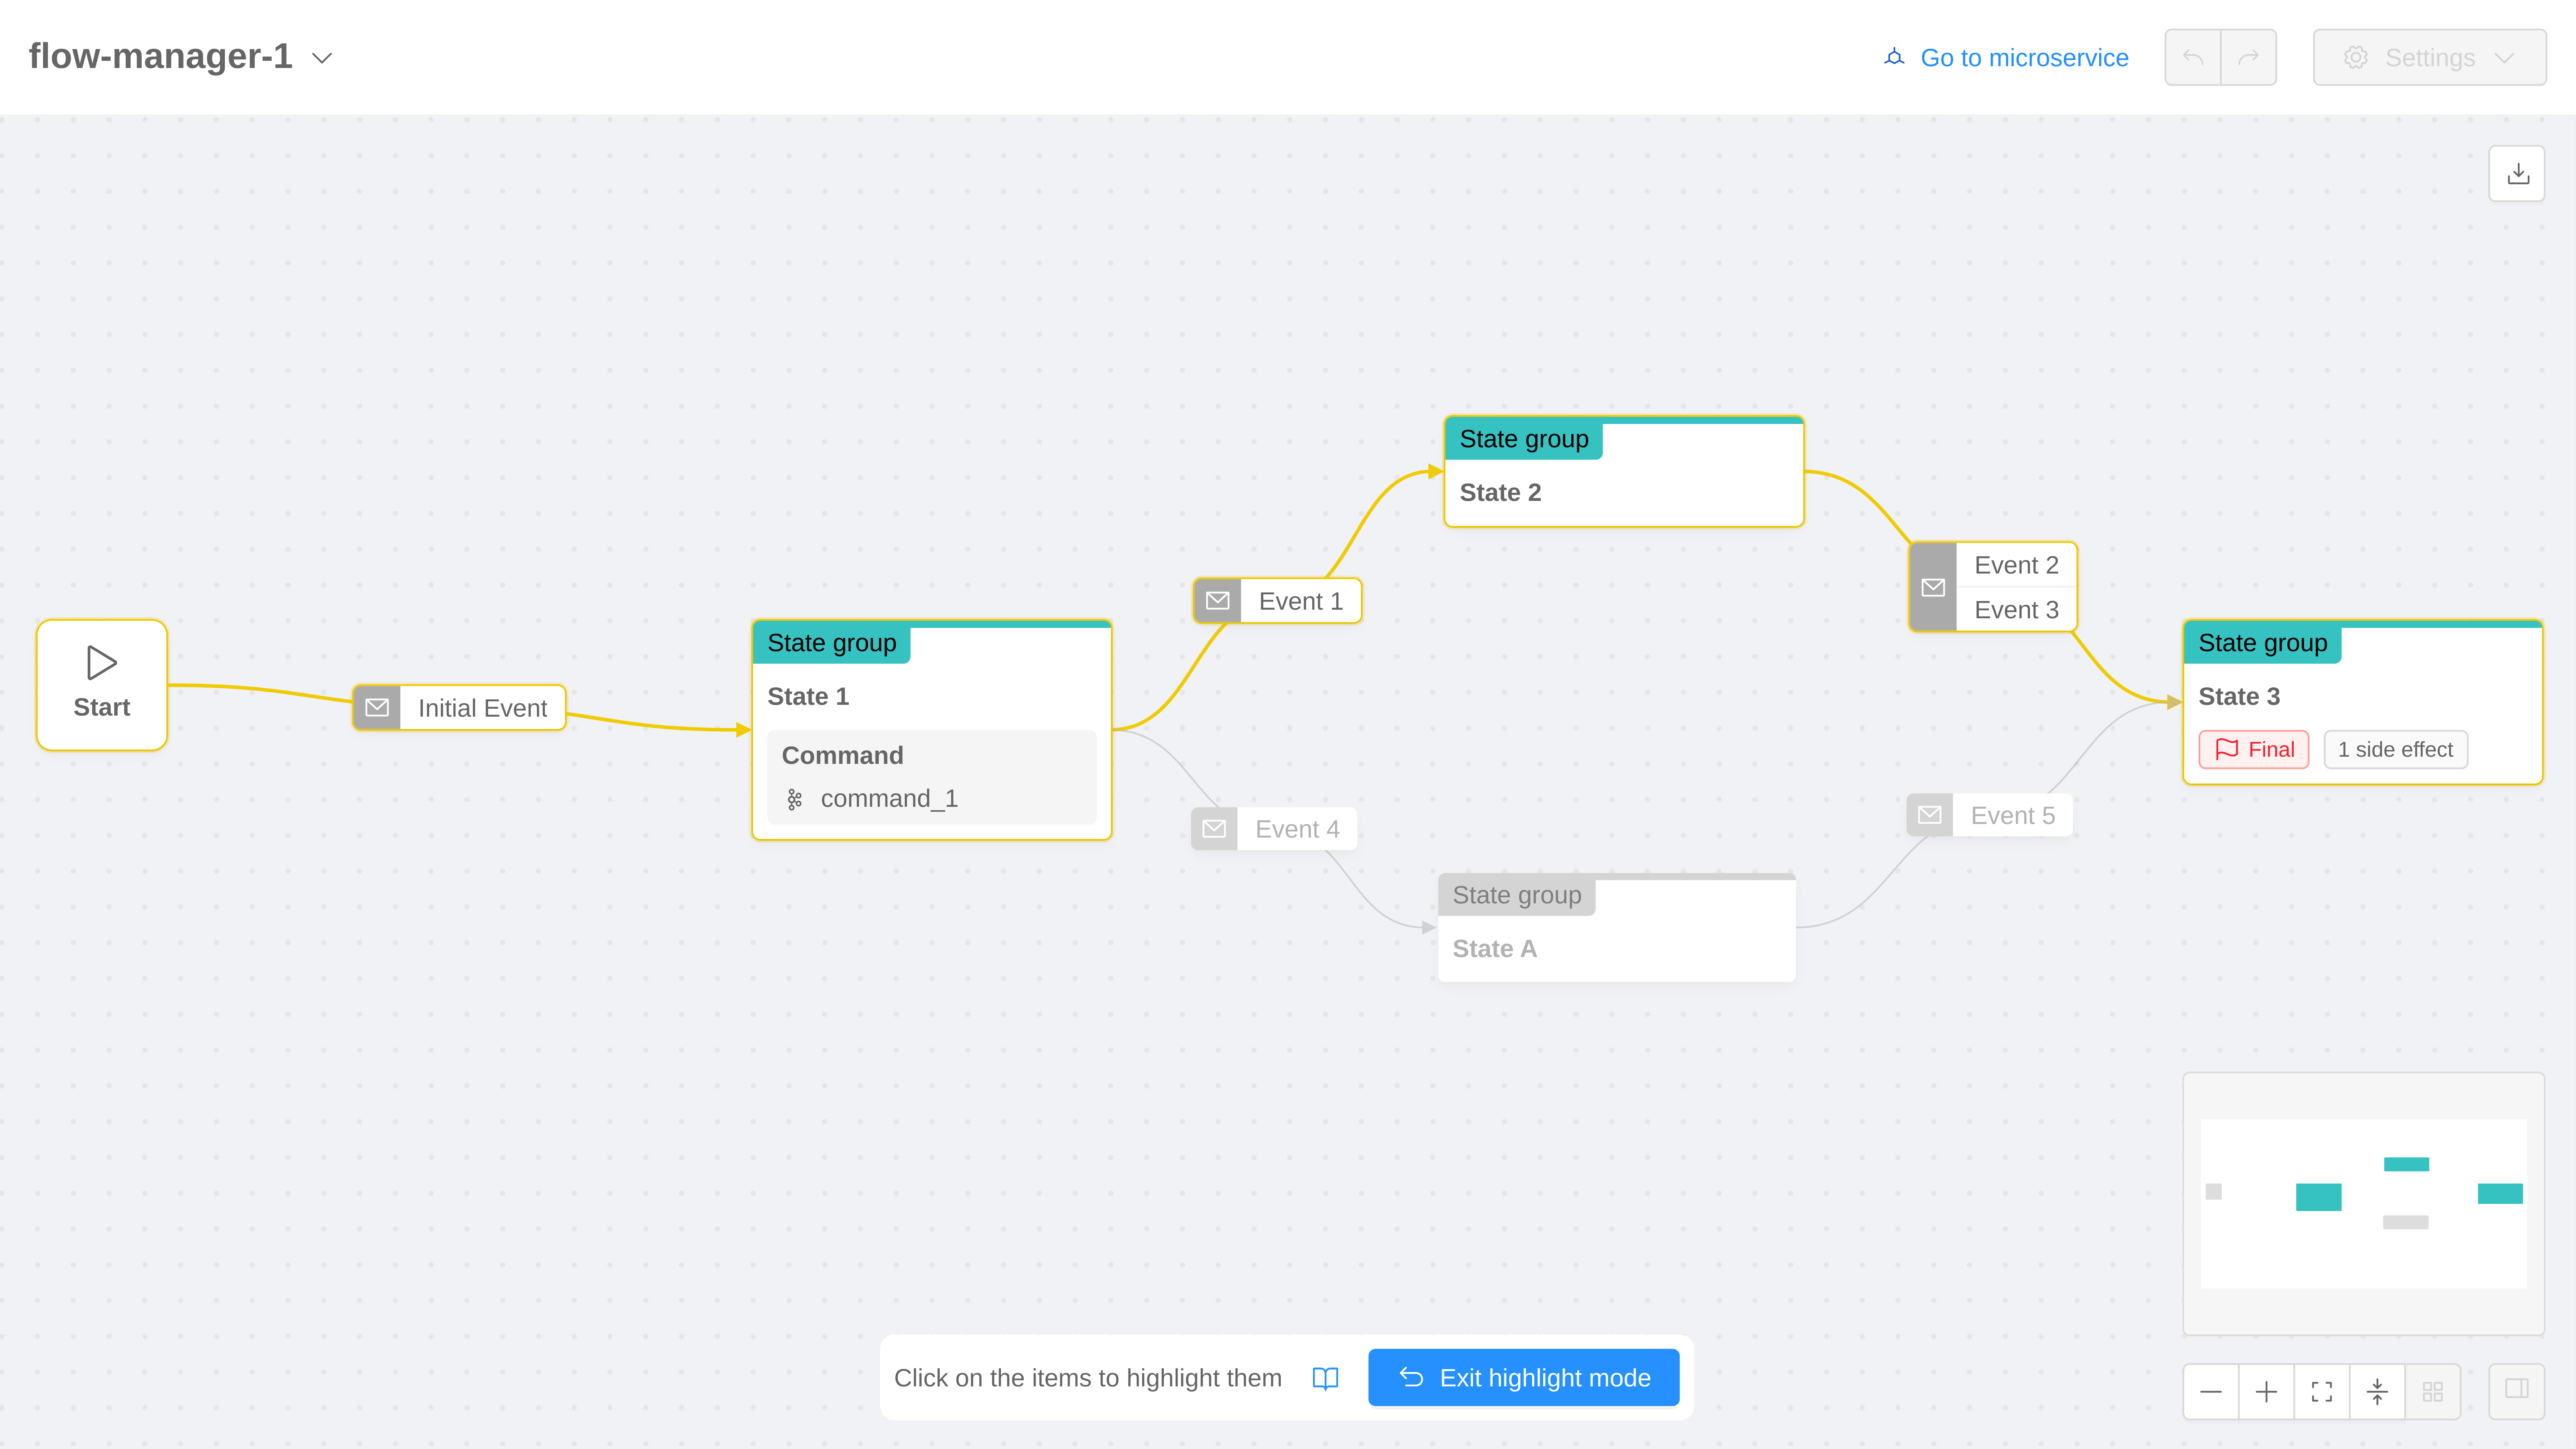 flow-manager-1
Go to microservice
Settings
Start
Initial Event
State group
State 1
Command
command_1
Event 1
State group
State 2
Event 2
Event 3
State group
State 3
Final
1 side effect
Event 4
State group
State A
Event 5
Click on the items to highlight them
Exit highlight mode